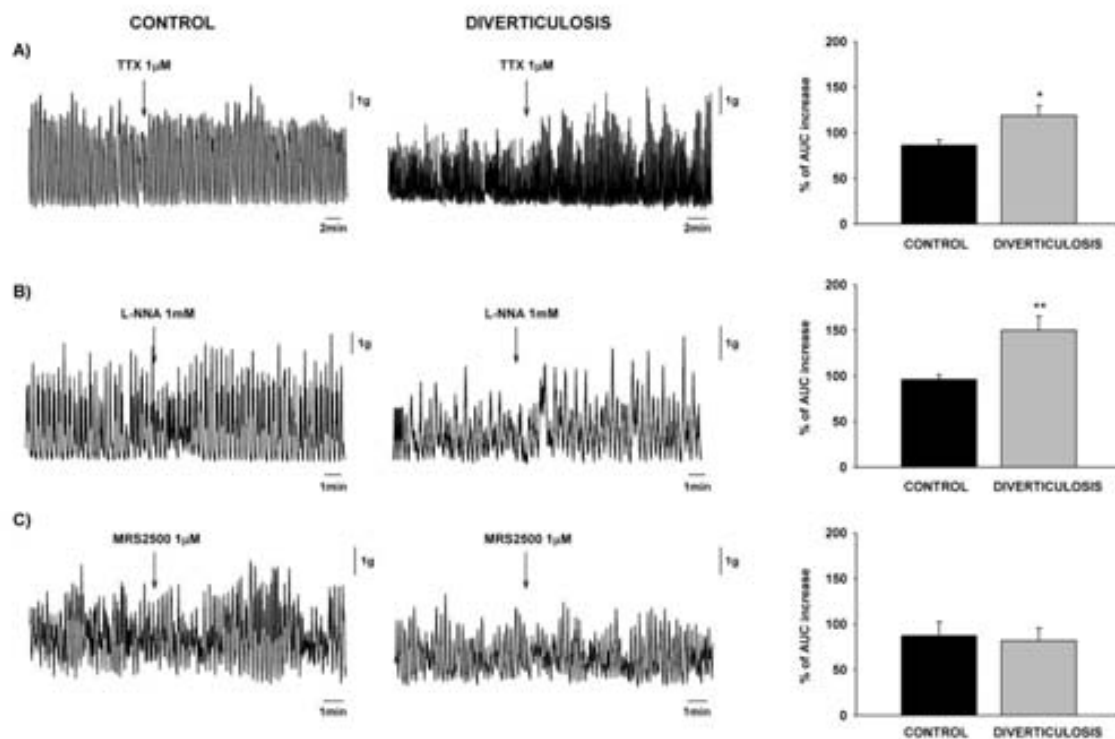 CONTROL DIVERTICULOSIS
A)
TTX 1μM
1g
2min
TTX 1μM
1g
2min
200
150
100
50
0
% of AUC increase
*
CONTROL DIVERTICULOSIS
B)
L-NNA 1mM
1g
1min
L-NNA 1mM
1g
1min
200
150
100
50
0
% of AUC increase
**
CONTROL DIVERTICULOSIS
C)
MRS2500 1μM
1g
1min
MRS2500 1μM
1g
1min
200
150
100
50
0
% of AUC increase
CONTROL DIVERTICULOSIS